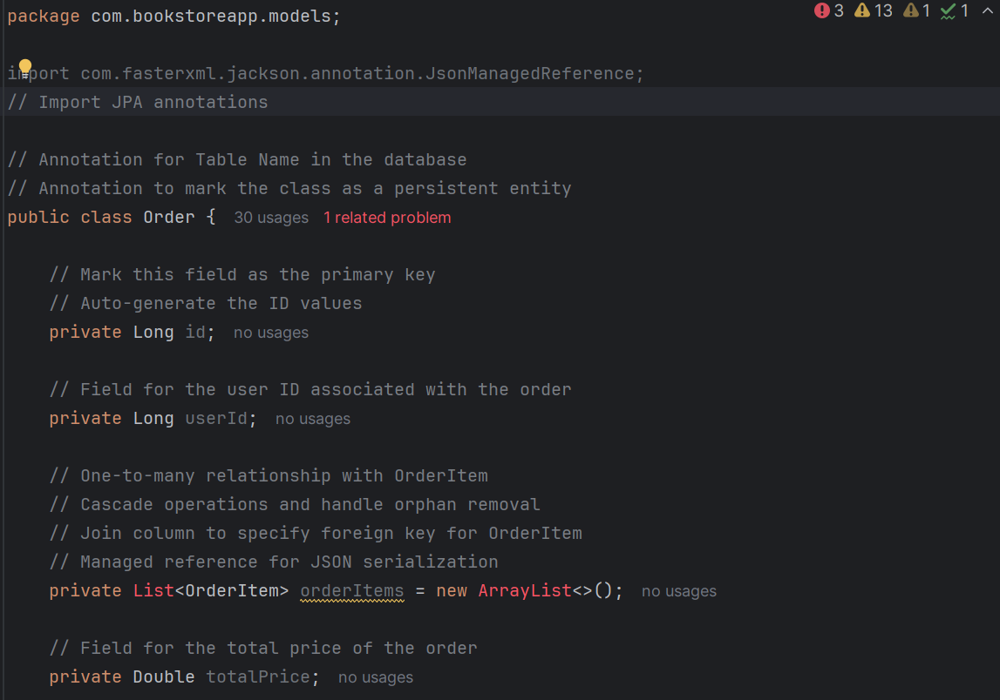 package com.bookstoreapp.models;
3 13 1 1
import com.fasterxml.jackson.annotation.JsonManagedReference;
// Import JPA annotations
// Annotation for Table Name in the database
// Annotation to mark the class as a persistent entity
public class Order { 30 usages 1 related problem
// Mark this field as the primary key
// Auto-generate the ID values
private Long id; no usages
// Field for the user ID associated with the order
private Long userId; no usages
// One-to-many relationship with OrderItem
// Cascade operations and handle orphan removal
// Join column to specify foreign key for OrderItem
// Managed reference for JSON serialization
private List<OrderItem> orderItems = new ArrayList<>(); no usages
// Field for the total price of the order
private Double totalPrice; no usages